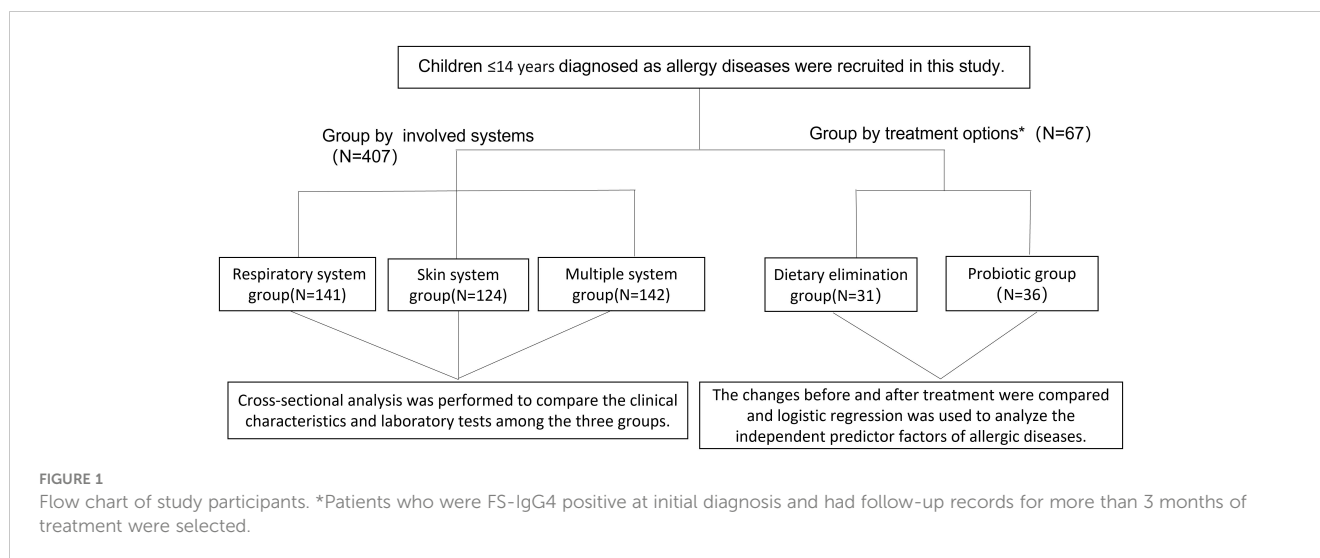 Children ≤14 years diagnosed as allergy diseases were recruited in this study.
Group by involved systems
(N=407)
Group by treatment options* (N=67)
Respiratory system
group(N=141)
Skin system
group(N=124)
Multiple system
group(N=142)
Dietary elimination
group(N=31)
Probiotic group
(N=36)
Cross-sectional analysis was performed to compare the clinical
characteristics and laboratory tests among the three groups.
The changes before and after treatment were compared
and logistic regression was used to analyze the
independent predictor factors of allergic diseases.
FIGURE 1
Flow chart of study participants. *Patients who were FS-IgG4 positive at initial diagnosis and had follow-up records for more than 3 months of
treatment were selected.